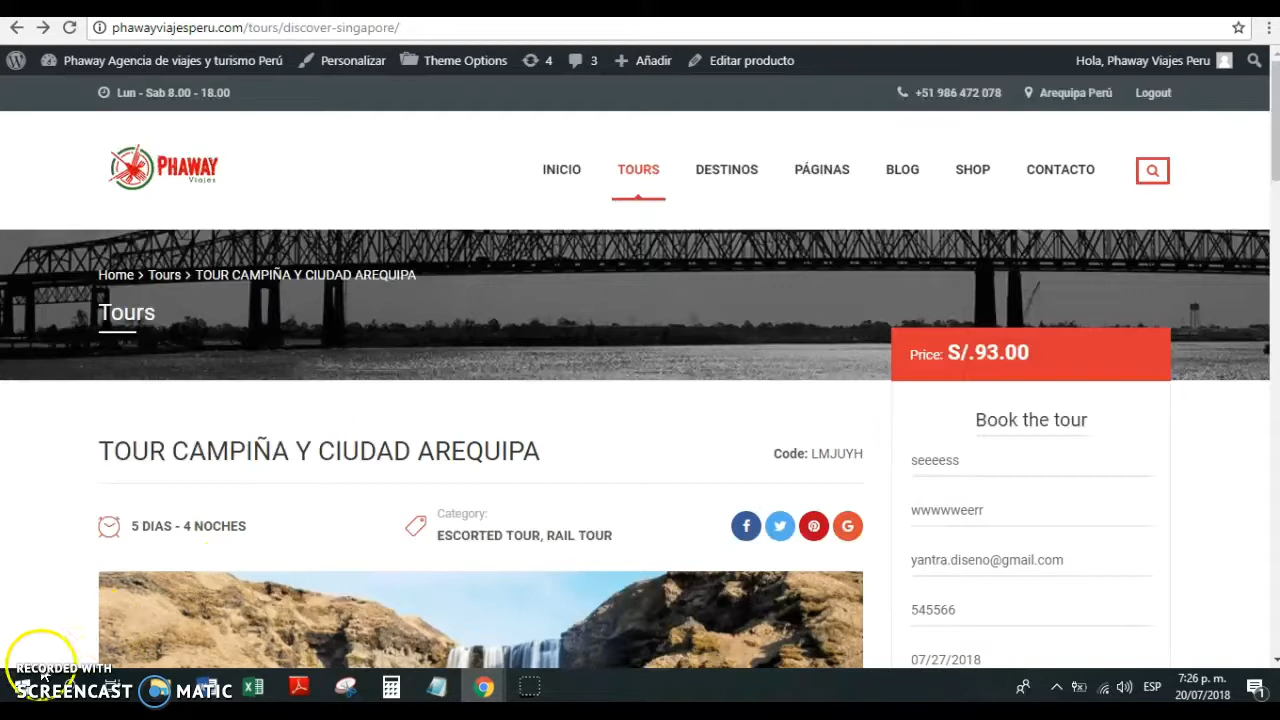 phawayviajesperu.com/tours/discover-singapore/
Phaway Agencia de viajes y turismo Perú Personalizar Theme Options 4 3 Añadir Editar producto Hola, Phaway Viajes Peru
Lun - Sab 8.00 - 18.00 +51 986 472 078 Arequipa Perú Logout
PHAWAY
Viajes
INICIO TOURS DESTINOS PÁGINAS BLOG SHOP CONTACTO
Home > Tours > TOUR CAMPIÑA Y CIUDAD AREQUIPA
Tours
Price: S/.93.00
Book the tour
TOUR CAMPIÑA Y CIUDAD AREQUIPA
Code: LMJUYH
seeeess
wwwwweerr
5 DIAS - 4 NOCHES
Category:
ESCORTED TOUR, RAIL TOUR
yantra.diseno@gmail.com
545566
07/27/2018
RECORDED WITH
SCREENCAST MATIC
ESP
7:26 p. m.
20/07/2018
1